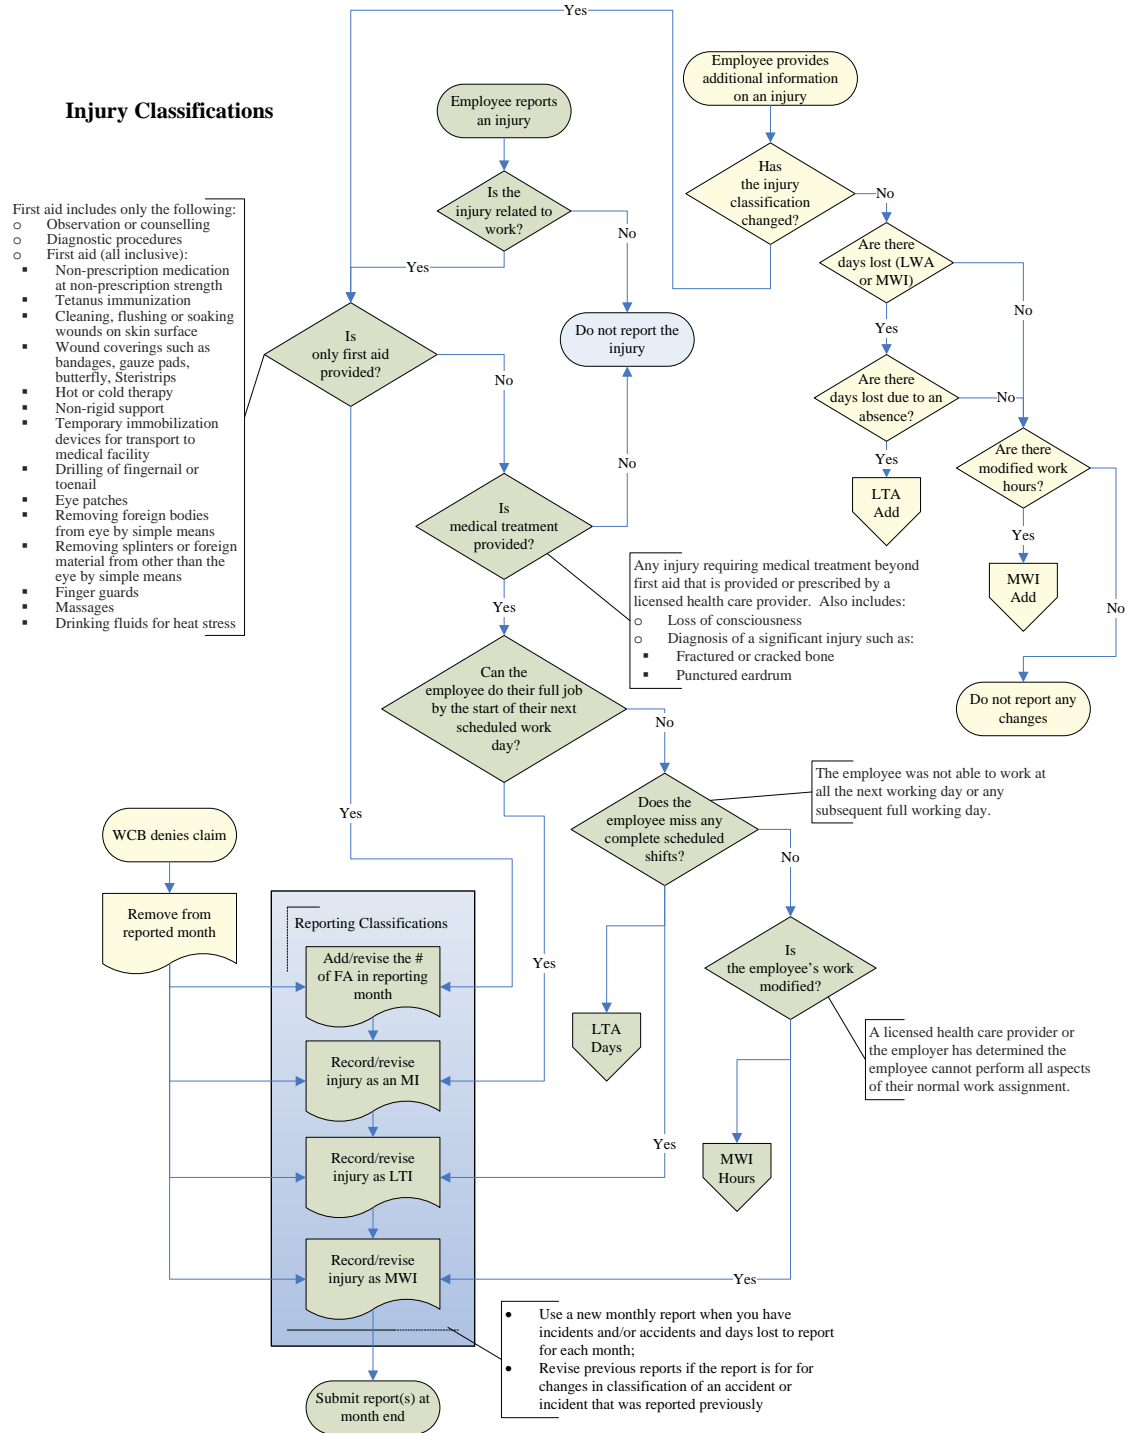 Yes
Injury Classifications
Employee reports
an injury
Employee provides
additional information
on an injury
Is the
injury related to
work?
Has
the injury
classification
changed?
No
No
Yes
First aid includes only the following:
o Observation or counselling
o Diagnostic procedures
o First aid (all inclusive):
▪ Non-prescription medication
at non-prescription strength
▪ Tetanus immunization
▪ Cleaning, flushing or soaking
wounds on skin surface
▪ Wound coverings such as
bandages, gauze pads,
butterfly, Steristrips
▪ Hot or cold therapy
▪ Non-rigid support
▪ Temporary immobilization
devices for transport to
medical facility
▪ Drilling of fingernail or
toenail
▪ Eye patches
▪ Removing foreign bodies
from eye by simple means
▪ Removing splinters or foreign
material from other than the
eye by simple means
▪ Finger guards
▪ Massages
▪ Drinking fluids for heat stress
Are there
days lost (LWA
or MWI)
No
Yes
Is
only first aid
provided?
Do not report the
injury
No
Are there
days lost due to an
absence?
No
Yes
LTA
Add
Are there
modified work
hours?
Yes
MWI
Add
No
Do not report any
changes
No
Is
medical treatment
provided?
Yes
Any injury requiring medical treatment beyond
first aid that is provided or prescribed by a
licensed health care provider.  Also includes:
o Loss of consciousness
o Diagnosis of a significant injury such as:
▪ Fractured or cracked bone
▪ Punctured eardrum
Can the
employee do their full job
by the start of their next
scheduled work
day?
No
The employee was not able to work at
all the next working day or any
subsequent full working day.
Does the
employee miss any
complete scheduled
shifts?
No
Yes
WCB denies claim
Remove from
reported month
Reporting Classifications
Add/revise the #
of FA in reporting
month
Yes
Is
the employee's work
modified?
LTA
Days
A licensed health care provider or
the employer has determined the
employee cannot perform all aspects
of their normal work assignment.
Record/revise
injury as an MI
Yes
Record/revise
injury as LTI
MWI
Hours
Record/revise
injury as MWI
Yes
• Use a new monthly report when you have
incidents and/or accidents and days lost to report
for each month;
• Revise previous reports if the report is for for
changes in classification of an accident or
incident that was reported previously
Submit report(s) at
month end